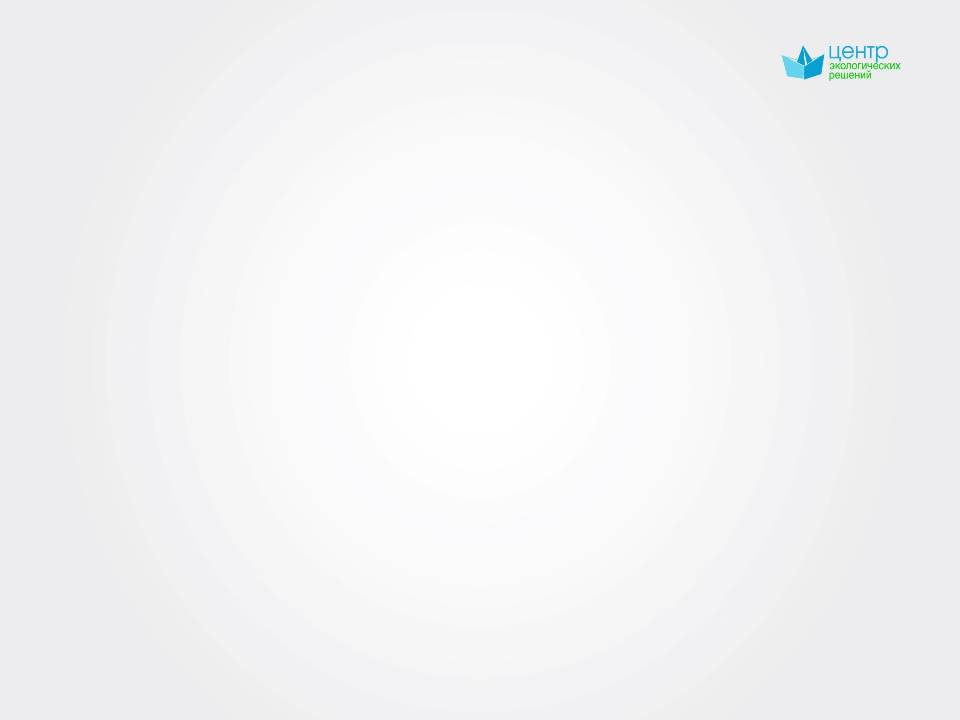 центр
экологических
решений